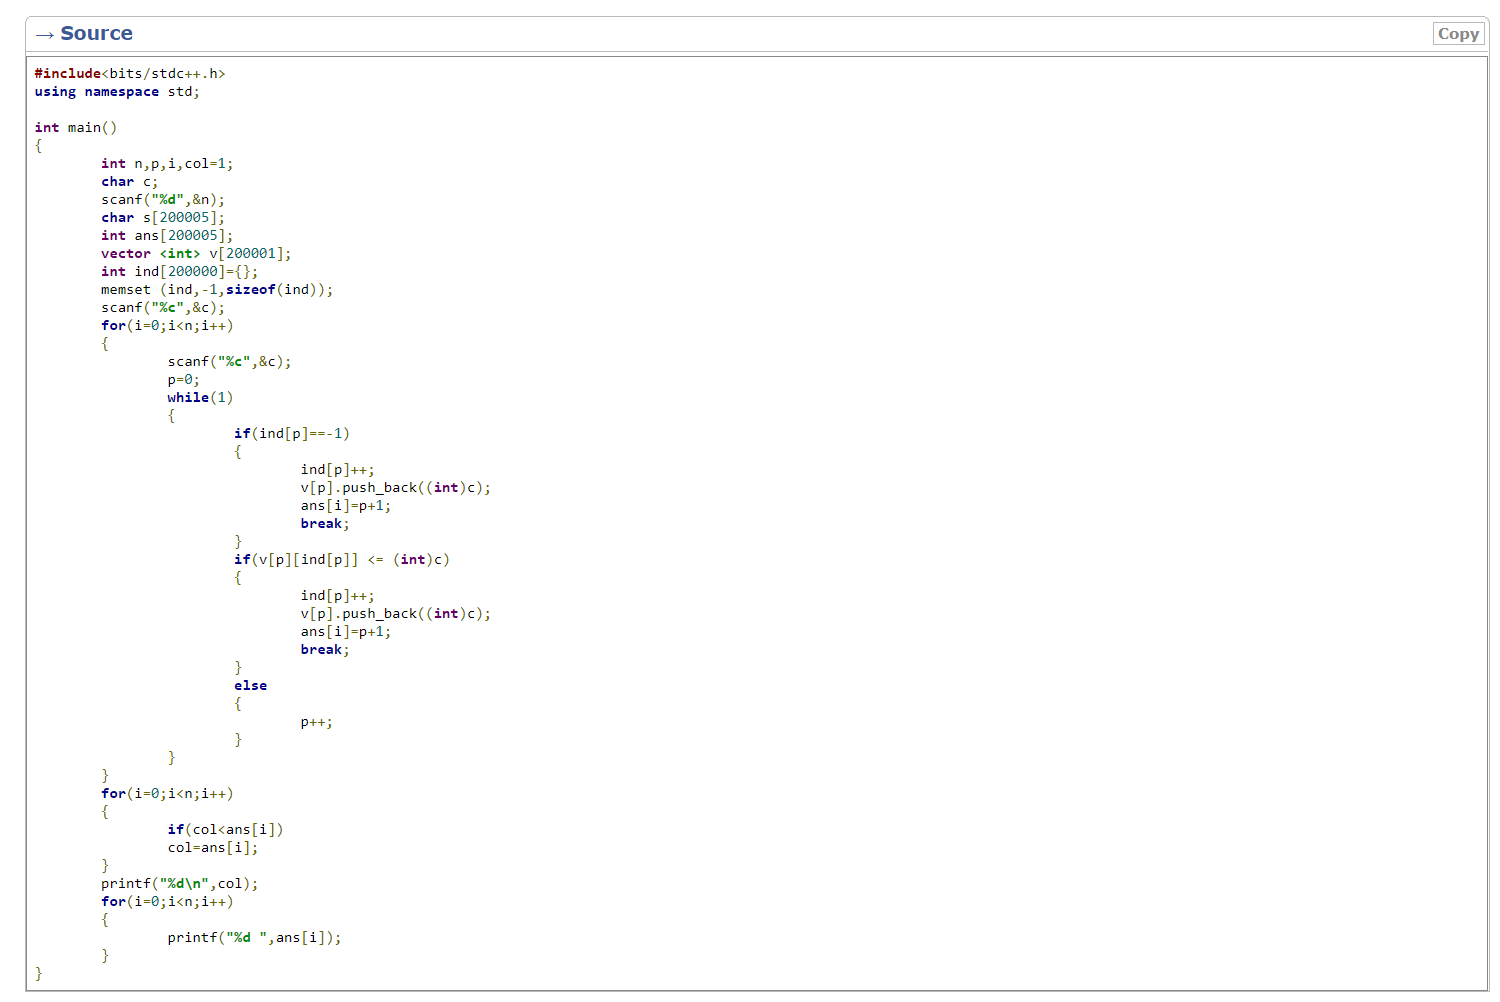 → Source
Copy
#include<bits/stdc++.h>
using namespace std;

int main()
{
        int n,p,i,col=1;
        char c;
        scanf("%d",&n);
        char s[200005];
        int ans[200005];
        vector <int> v[200001];
        int ind[200000]={};
        memset (ind,-1,sizeof(ind));
        scanf("%c",&c);
        for(i=0;i<n;i++)
        {
                scanf("%c",&c);
                p=0;
                while(1)
                {
                        if(ind[p]==-1)
                        {
                                ind[p]++;
                                v[p].push_back((int)c);
                                ans[i]=p+1;
                                break;
                        }
                        if(v[p][ind[p]] <= (int)c)
                        {
                                ind[p]++;
                                v[p].push_back((int)c);
                                ans[i]=p+1;
                                break;
                        }
                        else
                        {
                                p++;
                        }
                }
        }
        for(i=0;i<n;i++)
        {
                if(col<ans[i])
                col=ans[i];
        }
        printf("%d\n",col);
        for(i=0;i<n;i++)
        {
                printf("%d ",ans[i]);
        }
}